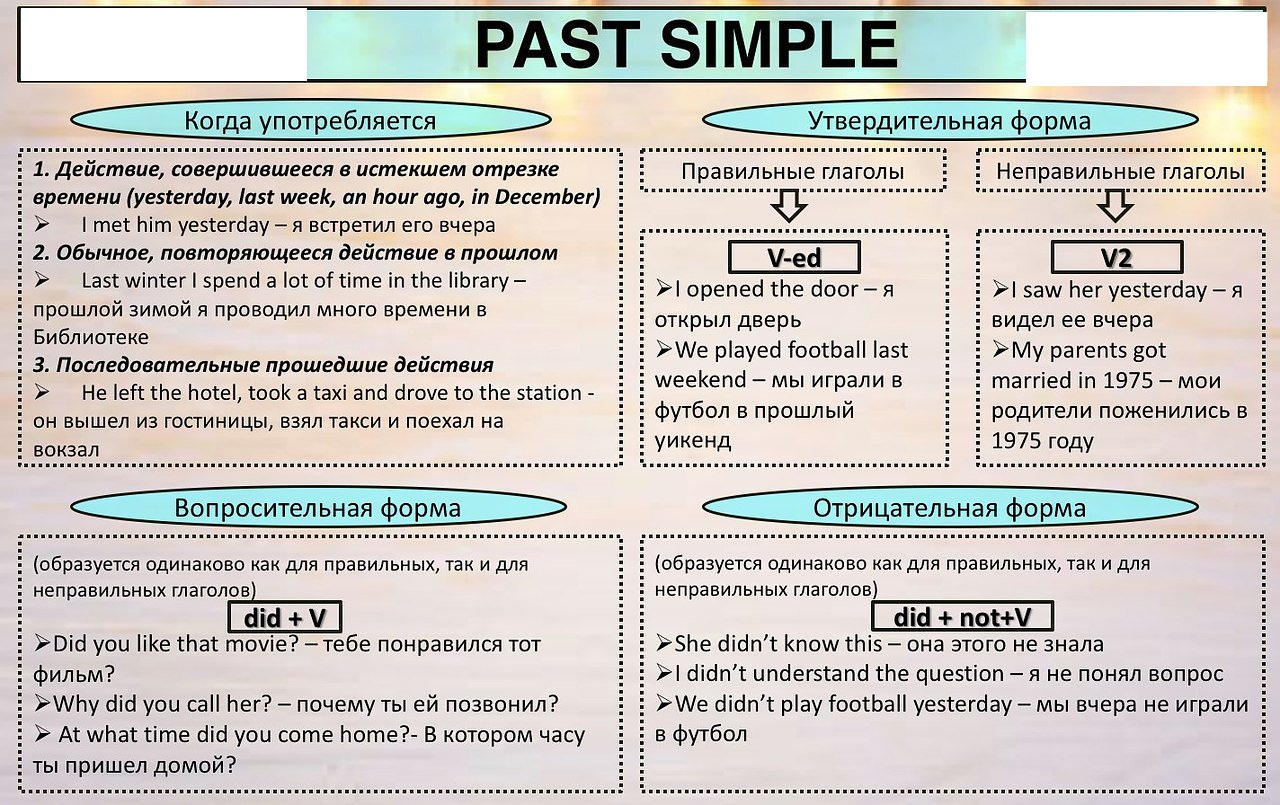 PAST SIMPLE
Когда употребляется
1. Действие, совершившееся в истекшем отрезке
времени (yesterday, last week, an hour ago, in December)
➢ I met him yesterday – я встретил его вчера
2. Обычное, повторяющееся действие в прошлом
➢ Last winter I spend a lot of time in the library –
прошлой зимой я проводил много времени в
Библиотеке
3. Последовательные прошедшие действия
➢ He left the hotel, took a taxi and drove to the station -
он вышел из гостиницы, взял такси и поехал на
вокзал
Утвердительная форма
Правильные глаголы
V-ed
➢I opened the door – я
открыл дверь
➢We played football last
weekend – мы играли в
футбол в прошлый
уикенд
Неправильные глаголы
V2
➢I saw her yesterday – я
видел ее вчера
➢My parents got
married in 1975 – мои
родители поженились в
1975 году
Вопросительная форма
(образуется одинаково как для правильных, так и для
неправильных глаголов)
did + V
➢Did you like that movie? – тебе понравился тот
фильм?
➢Why did you call her? – почему ты ей позвонил?
➢ At what time did you come home?- В котором часу
ты пришел домой?
Отрицательная форма
(образуется одинаково как для правильных, так и для
неправильных глаголов)
did + not+V
➢She didn’t know this – она этого не знала
➢I didn’t understand the question – я не понял вопрос
➢We didn’t play football yesterday – мы вчера не играли
в футбол